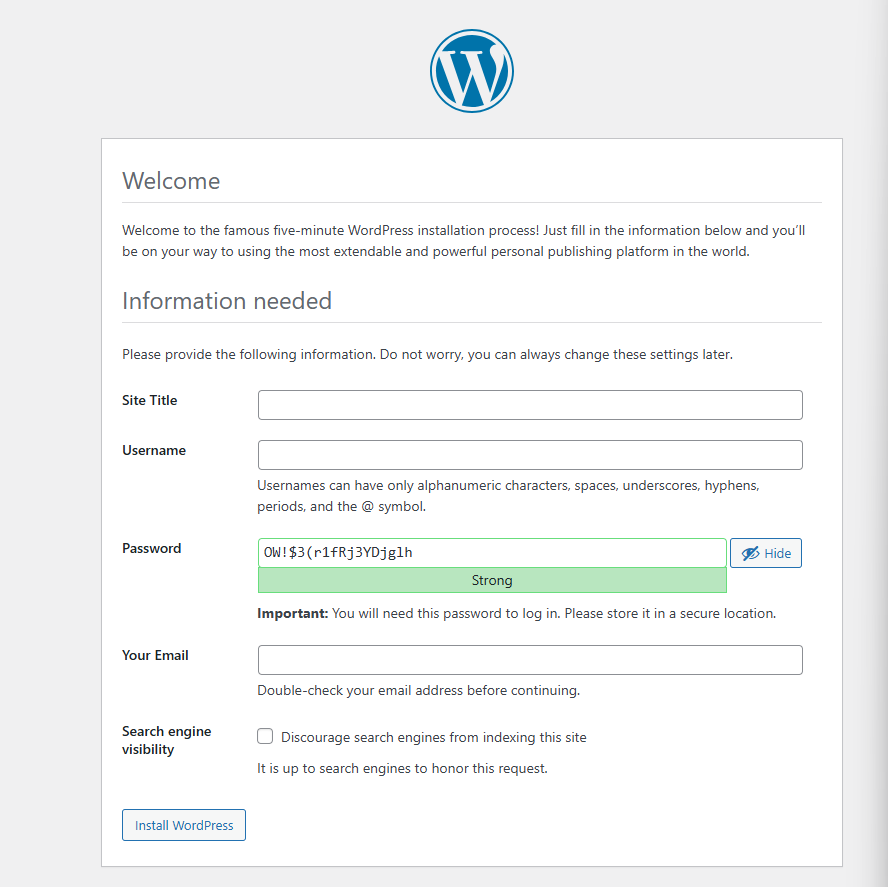 Welcome
Welcome to the famous five-minute WordPress installation process! Just fill in the information below and you’ll
be on your way to using the most extendable and powerful personal publishing platform in the world.
Information needed
Please provide the following information. Do not worry, you can always change these settings later.
Site Title
Username
Usernames can have only alphanumeric characters, spaces, underscores, hyphens,
periods, and the @ symbol.
Password
OW!$3(r1fRj3YDjglh
Hide
Strong
Important: You will need this password to log in. Please store it in a secure location.
Your Email
Double-check your email address before continuing.
Search engine
visibility
Discourage search engines from indexing this site
It is up to search engines to honor this request.
Install WordPress